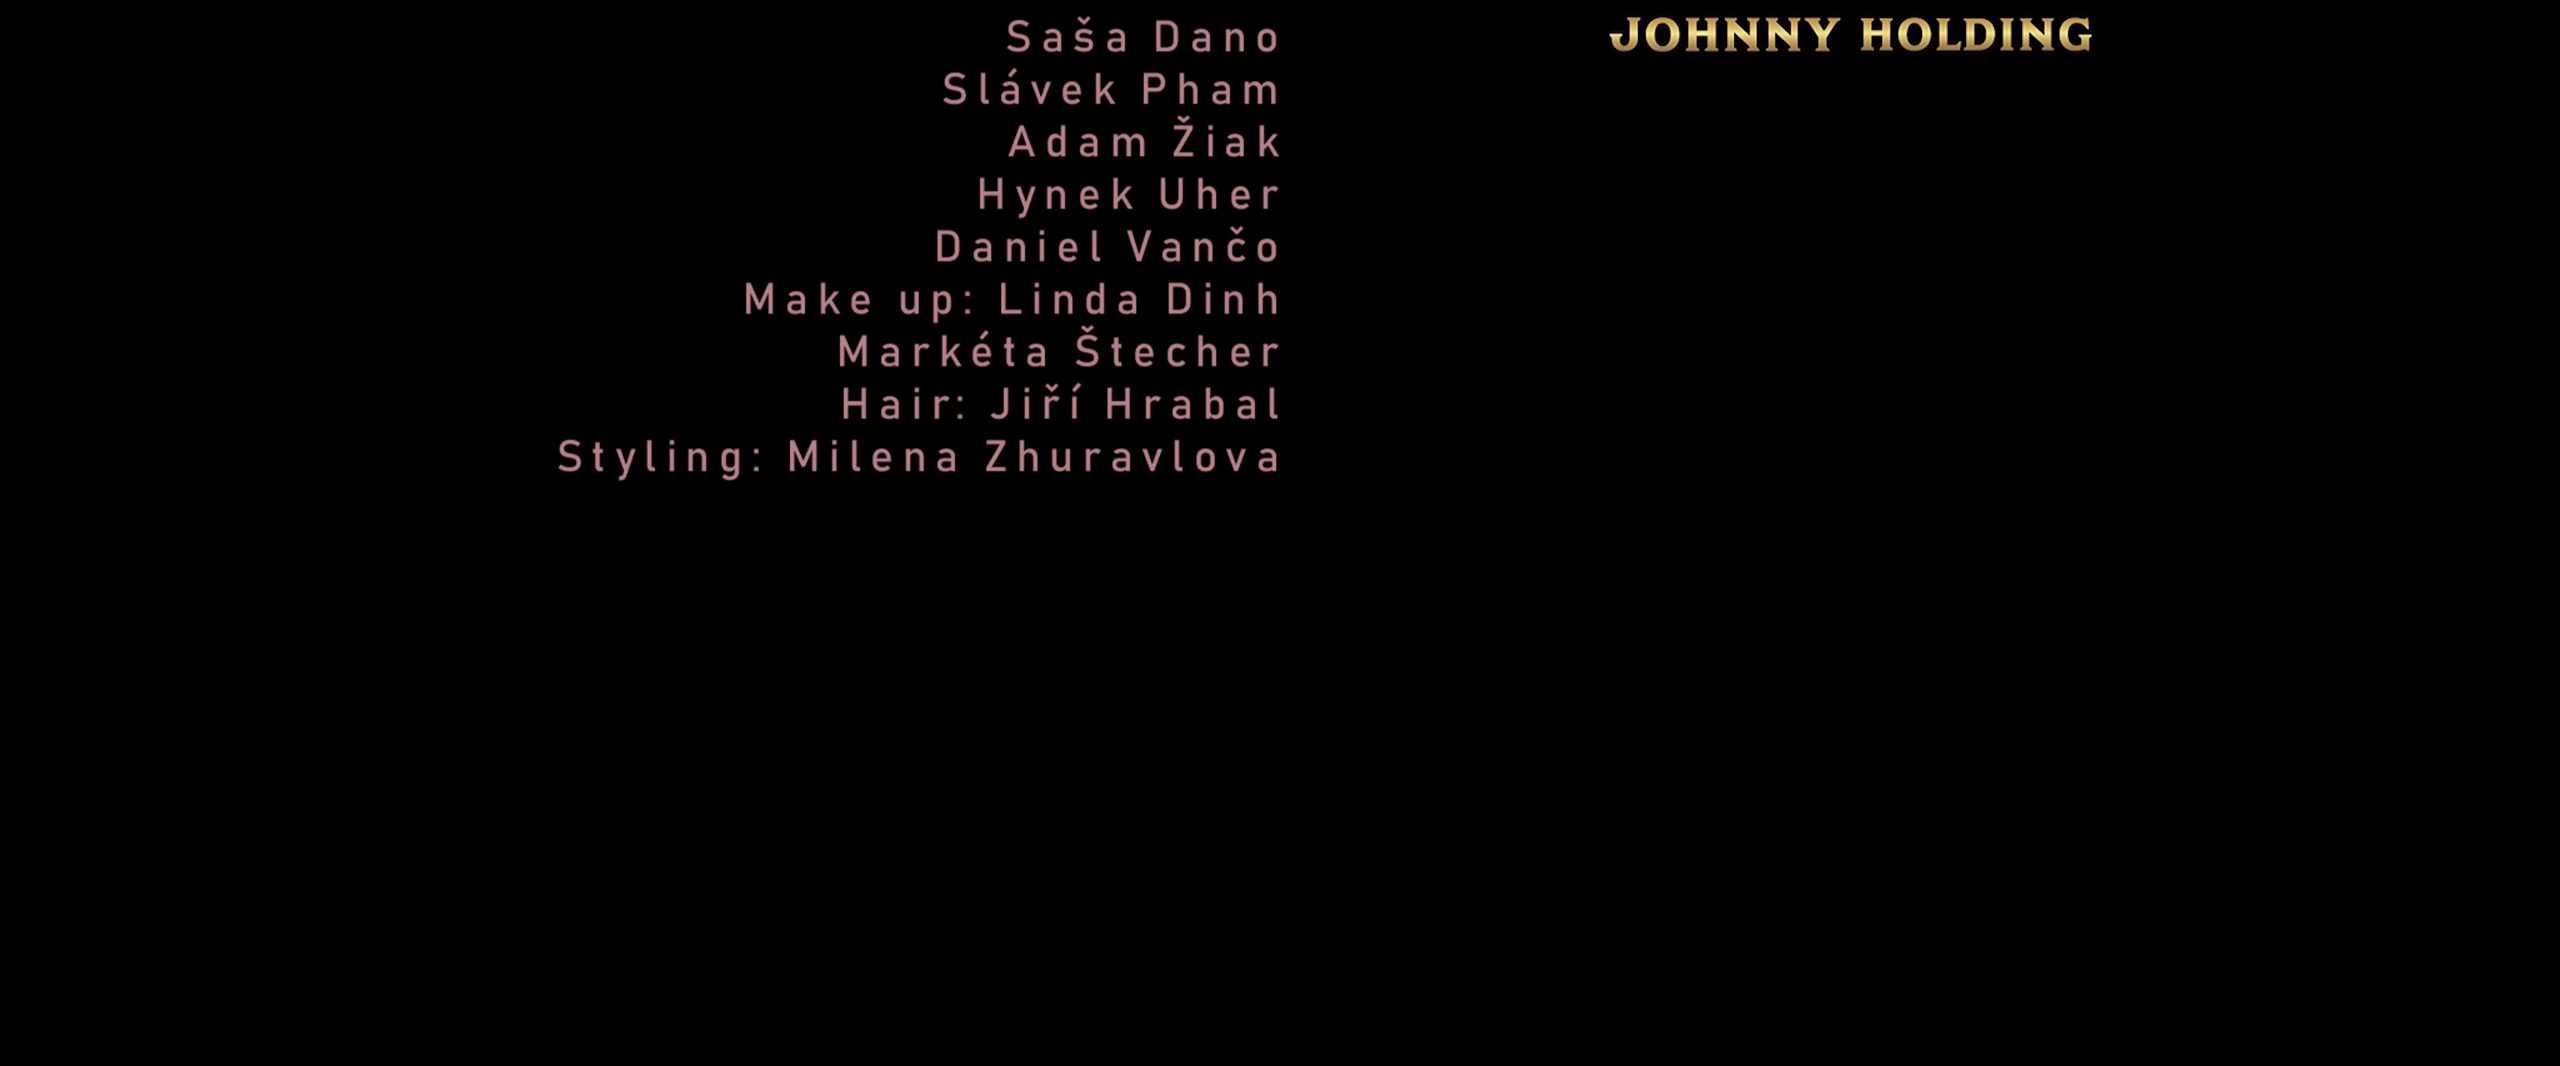 Saša Dano
Slávek Pham
Adam Žiak
Hynek Uher
Daniel Vančo
Make up: Linda Dinh
Markéta Štecher
Hair: Jiří Hrabal
Styling: Milena Zhuravlova
JOHNNY HOLDING